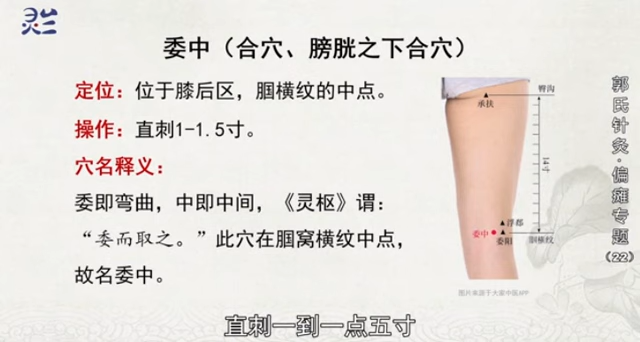 灵兰
委中（合穴、膀胱之下合穴）
定位：位于膝后区，腘横纹的中点。
操作：直刺1-1.5寸。
穴名释义：
委即弯曲，中即中间，《灵枢》谓：
“委而取之。”此穴在腘窝横纹中点，
故名委中。
臀沟
承扶
14寸
浮郄
委中
委阳
腘横纹
图片来源于大家中医APP
郭氏针灸·偏瘫专题（22）
直刺一到一点五寸